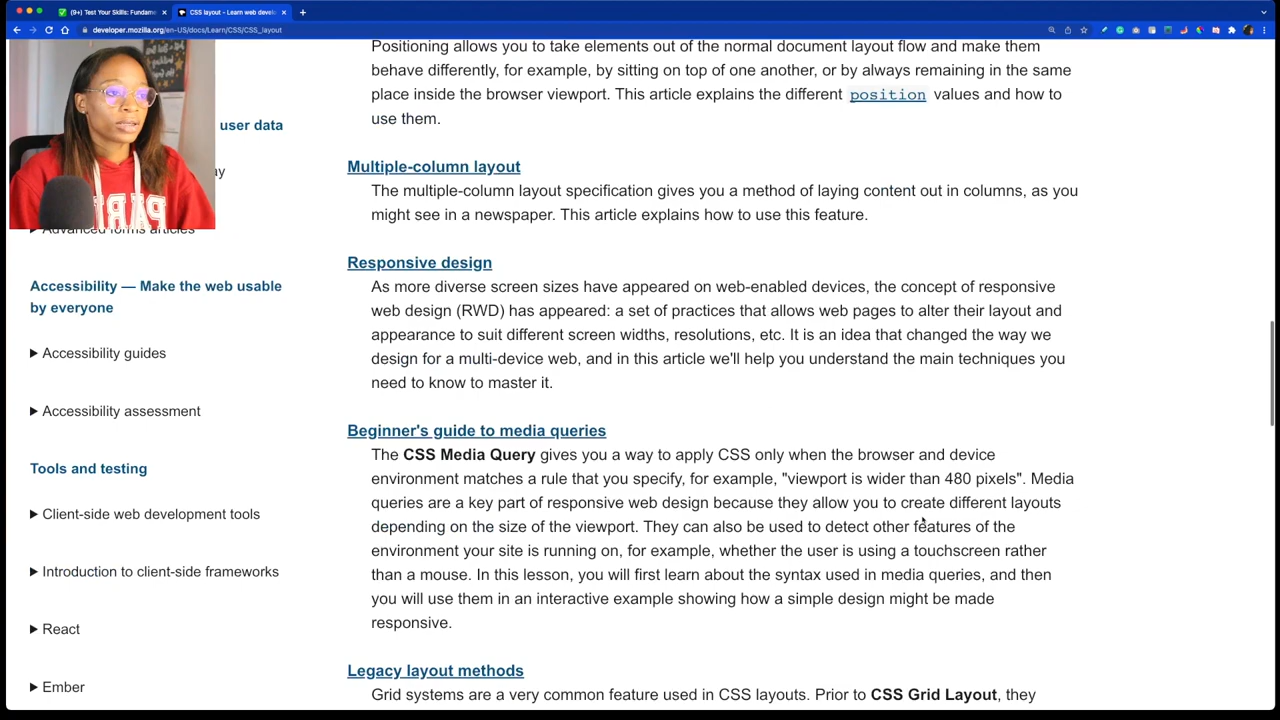 (9+) Test Your Skills: Fundame
CSS layout - Learn web devel
developer.mozilla.org/en-US/docs/Learn/CSS/CSS_layout
Positioning allows you to take elements out of the normal document layout flow and make them
behave differently, for example, by sitting on top of one another, or by always remaining in the same
place inside the browser viewport. This article explains the different position values and how to
use them.
Multiple-column layout
The multiple-column layout specification gives you a method of laying content out in columns, as you
might see in a newspaper. This article explains how to use this feature.
Responsive design
As more diverse screen sizes have appeared on web-enabled devices, the concept of responsive
web design (RWD) has appeared: a set of practices that allows web pages to alter their layout and
appearance to suit different screen widths, resolutions, etc. It is an idea that changed the way we
design for a multi-device web, and in this article we'll help you understand the main techniques you
need to know to master it.
Beginner's guide to media queries
The CSS Media Query gives you a way to apply CSS only when the browser and device
environment matches a rule that you specify, for example, "viewport is wider than 480 pixels". Media
queries are a key part of responsive web design because they allow you to create different layouts
depending on the size of the viewport. They can also be used to detect other features of the
environment your site is running on, for example, whether the user is using a touchscreen rather
than a mouse. In this lesson, you will first learn about the syntax used in media queries, and then
you will use them in an interactive example showing how a simple design might be made
responsive.
Legacy layout methods
Grid systems are a very common feature used in CSS layouts. Prior to CSS Grid Layout, they
user data
ay
Advanced forms articles
Accessibility — Make the web usable
by everyone
Accessibility guides
Accessibility assessment
Tools and testing
Client-side web development tools
Introduction to client-side frameworks
React
Ember